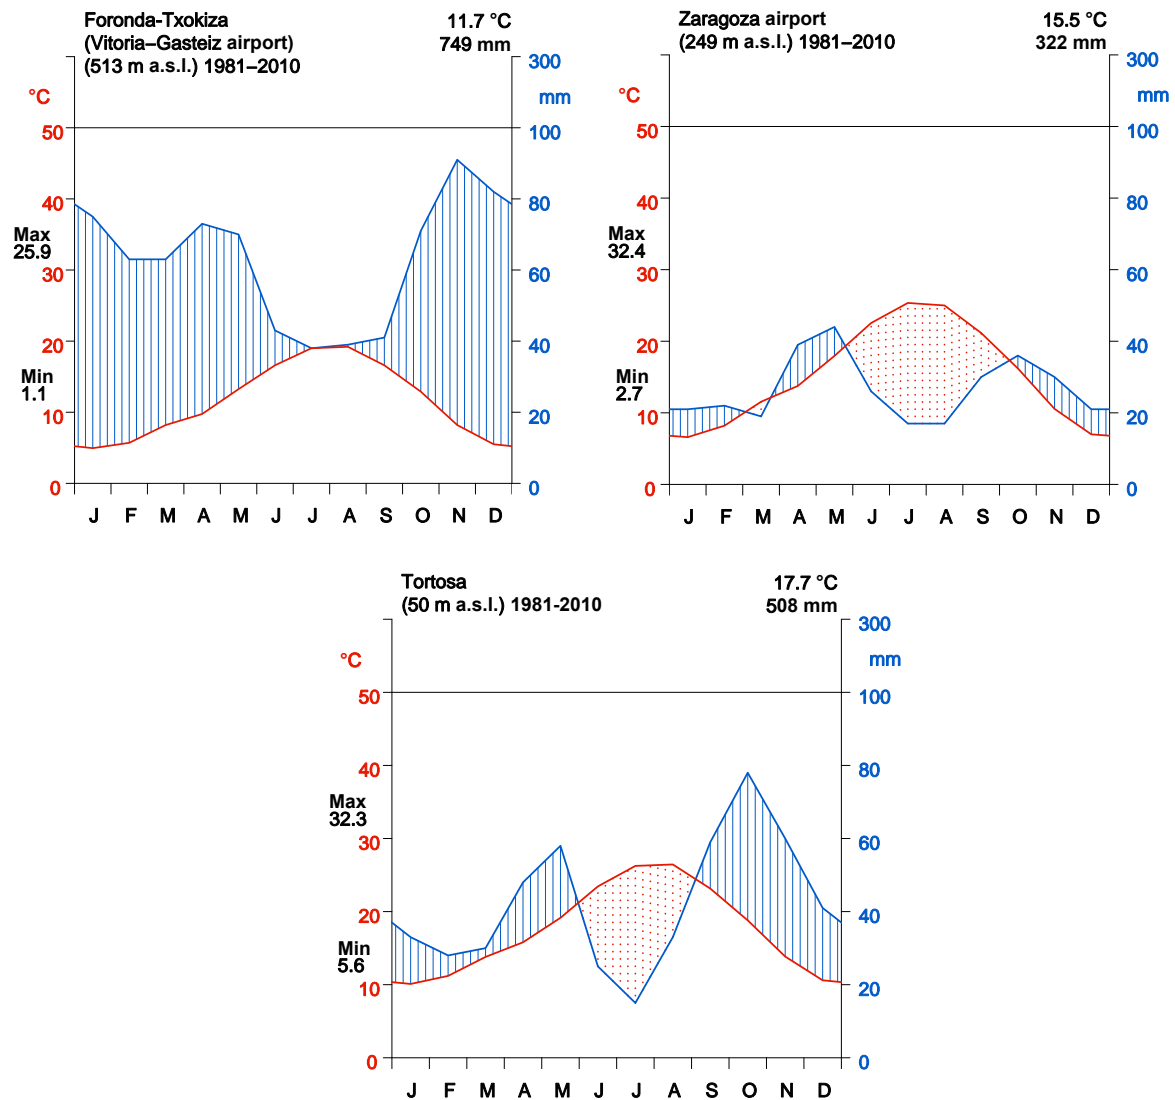 Foronda-Txokiza 11.7 °C
(Vitoria–Gasteiz airport) 749 mm
(513 m a.s.l.) 1981–2010
300
°C mm
50 100
40 80
Max
25.9
30 60
20 40
Min
1.1
10 20
0 0
J F M A M J J A S O N D
Zaragoza airport 15.5 °C
(249 m a.s.l.) 1981–2010 322 mm
300
°C mm
50 100
40 80
Max
32.4
30 60
20 40
Min
2.7
10 20
0 0
J F M A M J J A S O N D
Tortosa 17.7 °C
(50 m a.s.l.) 1981-2010 508 mm
300
°C mm
50 100
40 80
Max
32.3
30 60
20 40
Min
5.6
10 20
0 0
J F M A M J J A S O N D